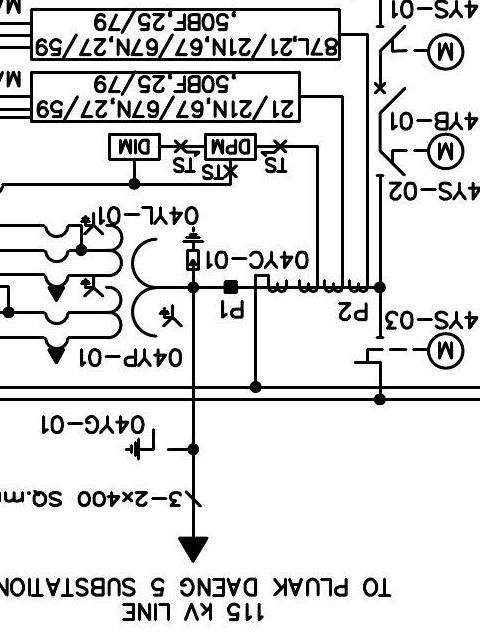 115 kV LINE
TO PLUAK DAENG 5 SUBSTATION
3-2x400 SQ.m
04YG-01
4YS-03
M
04YP-01
P2
P1
Y
04YC-01
Y
04YL-01
Y
4YS-02
TS
TS
TS
M
DPM
DIM
4YB-01
21/21N,67/67N,27/59
,50BF,25/79
M
87L,21/21N,67/67N,27/59
,50BF,25/79
4YS-01